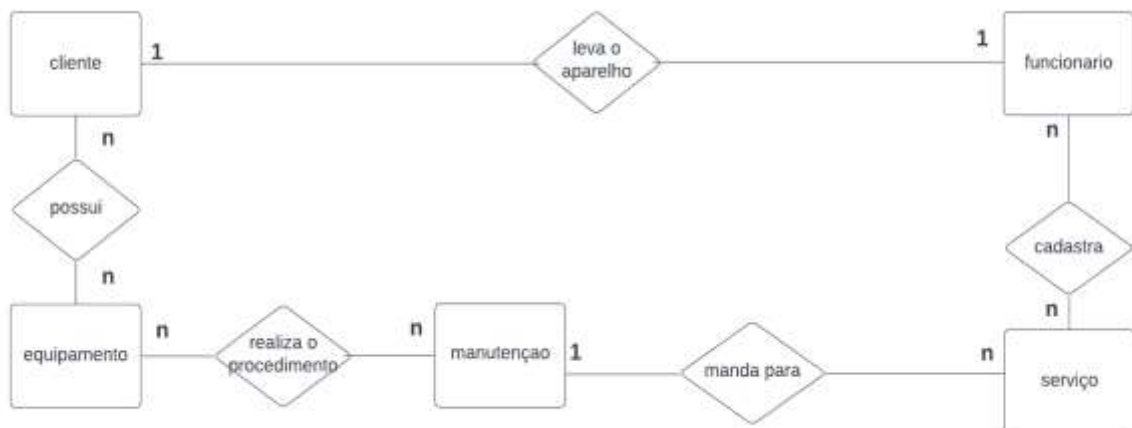 cliente
1
leva o
aparelho
1
funcionario
n
possui
n
n
cadastra
n
equipamento
n
realiza o
procedimento
n
manutençao
1
manda para
n
serviço